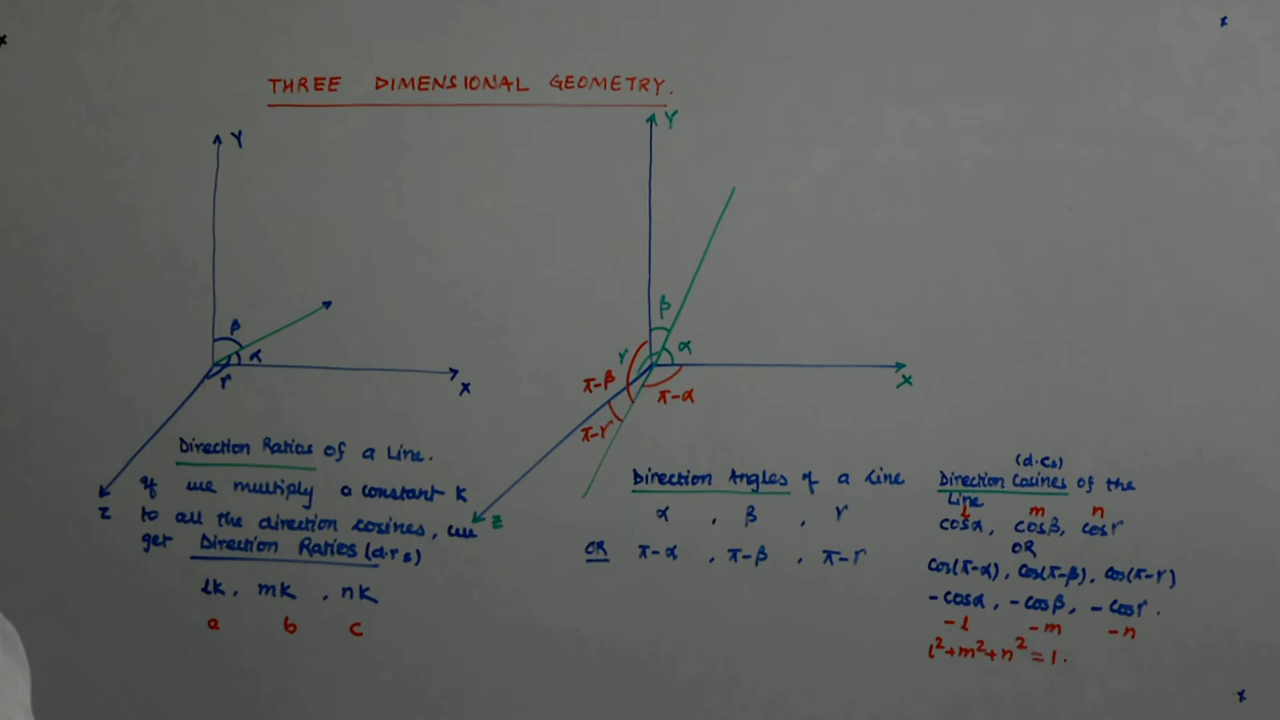 THREE DIMENSIONAL GEOMETRY.
Y
β
α
r
X
Z
Y
β
α
r
π-β
π-α
π-r
X
Z
Direction Ratios of a Line.
If we multiply a constant K
to all the direction cosines, we
get Direction Ratios (d.r s)
lk, mk, nk
a b c
Direction Angles of a Line
α , β , r
OR π-α , π-β , π-r
(d.cs)
Direction Cosines of the
Line
l m n
cosα, cosβ, cosr
OR
cos(π-α), cos(π-β), cos(π-r)
-cosα, -cosβ, -cosr.
-l -m -n
l²+m²+n²=1.